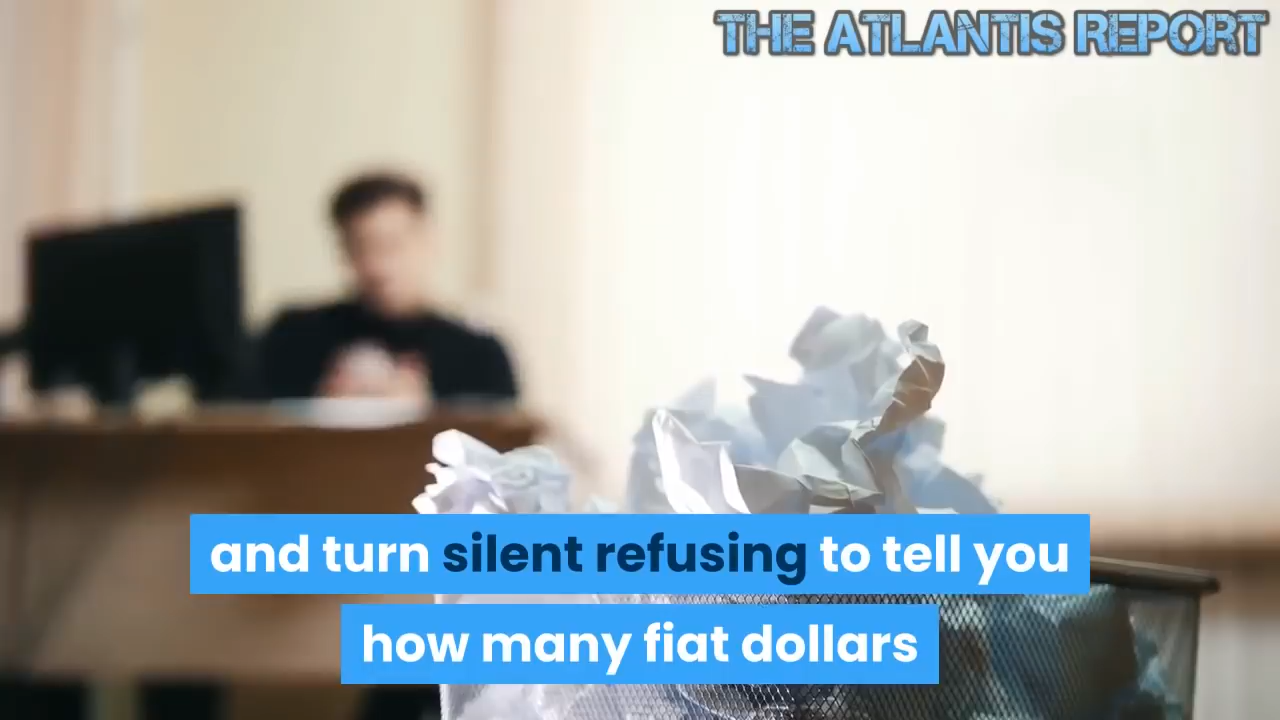 THE ATLANTIS REPORT
and turn silent refusing to tell you
how many fiat dollars